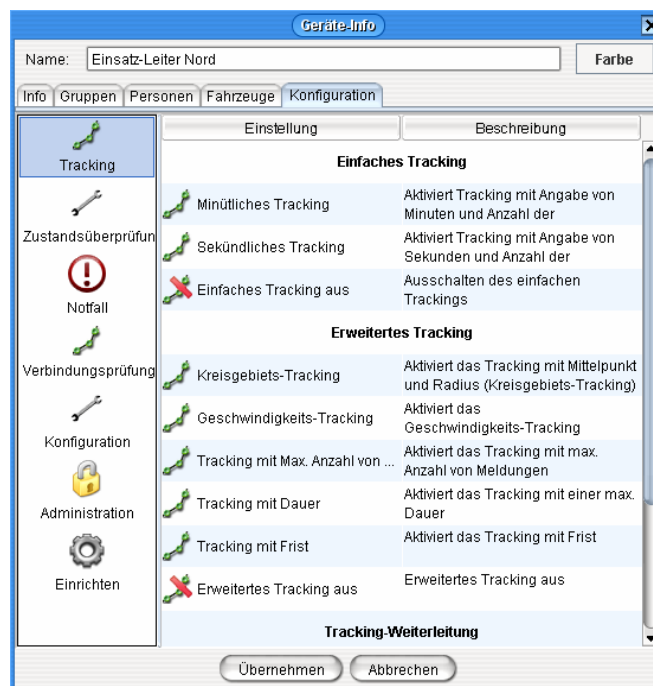 Geräte-Info
Name: Einsatz-Leiter Nord Farbe
Info Gruppen Personen Fahrzeuge Konfiguration
Tracking
Zustandsüberprüfun
Notfall
Verbindungsprüfung
Konfiguration
Administration
Einrichten
Einstellung Beschreibung
Einfaches Tracking
Minütliches Tracking Aktiviert Tracking mit Angabe von
Minuten und Anzahl der
Sekündliches Tracking Aktiviert Tracking mit Angabe von
Sekunden und Anzahl der
Einfaches Tracking aus Ausschalten des einfachen
Trackings
Erweitertes Tracking
Kreisgebiets-Tracking Aktiviert das Tracking mit Mittelpunkt
und Radius (Kreisgebiets-Tracking)
Geschwindigkeits-Tracking Aktiviert das
Geschwindigkeits-Tracking
Tracking mit Max. Anzahl von ... Aktiviert das Tracking mit max.
Anzahl von Meldungen
Tracking mit Dauer Aktiviert das Tracking mit einer max.
Dauer
Tracking mit Frist Aktiviert das Tracking mit Frist
Erweitertes Tracking aus Erweitertes Tracking aus
Tracking-Weiterleitung
Übernehmen Abbrechen